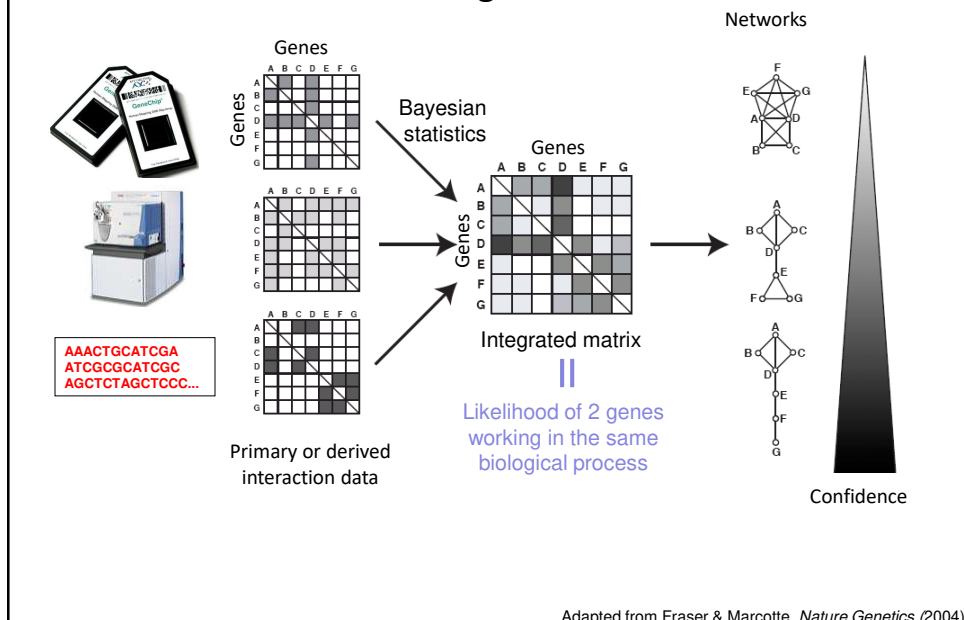 Networks
Genes
A B C D E F G
Genes
A
B
C
D
E
F
G
GeneChip
Bayesian
statistics
A B C D E F G
A
B
C
D
E
F
G
Genes
A B C D E F G
Genes
A
B
C
D
E
F
G
A B C D E F G
A
B
C
D
E
F
G
AAACTGCATCGA
ATCGCGCATCGC
AGCTCTAGCTCCC...
Primary or derived
interaction data
Integrated matrix
Likelihood of 2 genes
working in the same
biological process
F
E G
A D
B C
A
B C
D
E
F G
A
B C
D
E
F
G
Confidence
Adapted from Fraser & Marcotte, Nature Genetics (2004)